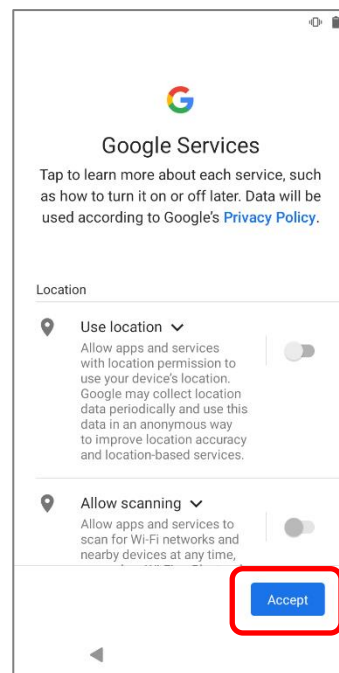 Google Services
Tap to learn more about each service, such
as how to turn it on or off later. Data will be
used according to Google's Privacy Policy.
Location
Use location
Allow apps and services
with location permission to
use your device's location.
Google may collect location
data periodically and use this
data in an anonymous way
to improve location accuracy
and location-based services.
Allow scanning
Allow apps and services to
scan for Wi-Fi networks and
nearby devices at any time,
Accept